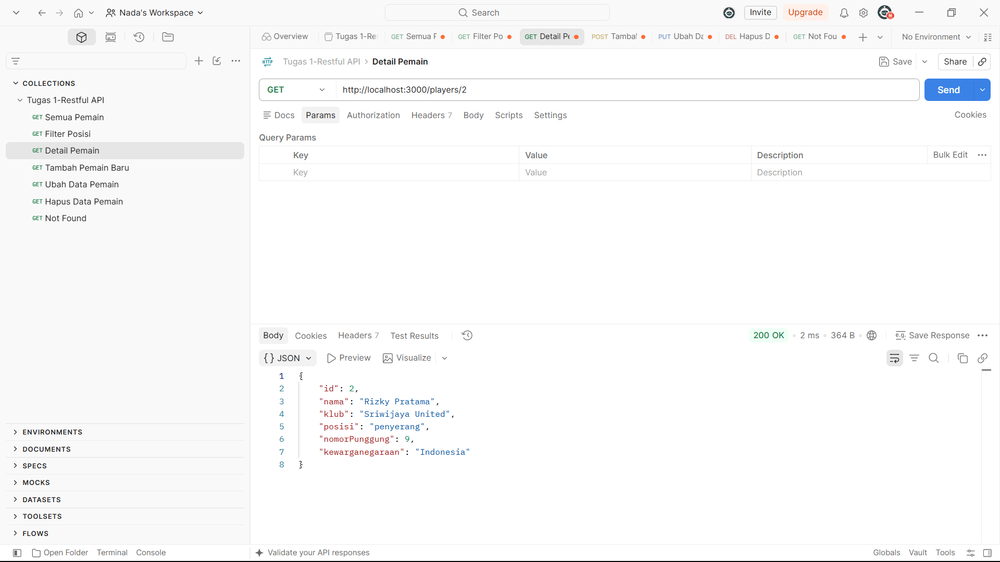 Nada's Workspace
Search
Invite
Upgrade
Overview
Tugas 1-Re
GET Semua F
GET Filter Po
GET Detail Pe
POST Tambal
PUT Ubah Da
DEL Hapus D
GET Not Fou
No Environment
HTTP Tugas 1-Restful API > Detail Pemain
Save
Share
COLLECTIONS
Tugas 1-Restful API
GET Semua Pemain
GET Filter Posisi
GET Detail Pemain
GET Tambah Pemain Baru
GET Ubah Data Pemain
GET Hapus Data Pemain
GET Not Found
ENVIRONMENTS
DOCUMENTS
SPECS
MOCKS
DATASETS
TOOLSETS
FLOWS
GET http://localhost:3000/players/2
Send
Docs Params Authorization Headers 7 Body Scripts Settings
Cookies
Query Params
Key Value Description Bulk Edit
Key Value Description
Body Cookies Headers 7 Test Results
200 OK 2 ms 364 B
e.g. Save Response
{} JSON Preview Visualize
1 {
2 "id": 2,
3 "nama": "Rizky Pratama",
4 "klub": "Sriwijaya United",
5 "posisi": "penyerang",
6 "nomorPunggung": 9,
7 "kewarganegaraan": "Indonesia"
8 }
Open Folder Terminal Console
Validate your API responses
Globals Vault Tools